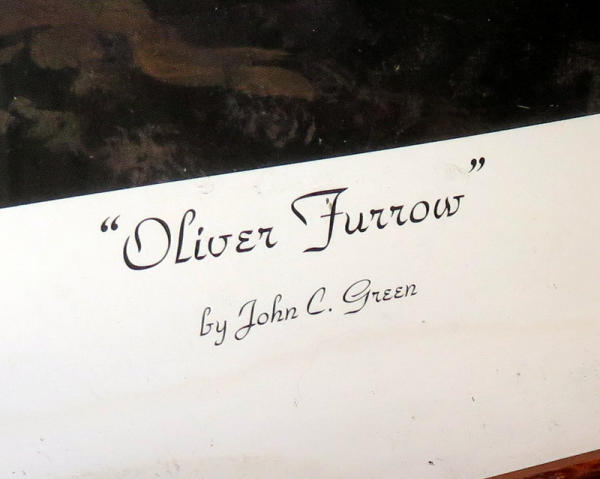 “Oliver Furrow”
by John C. Green